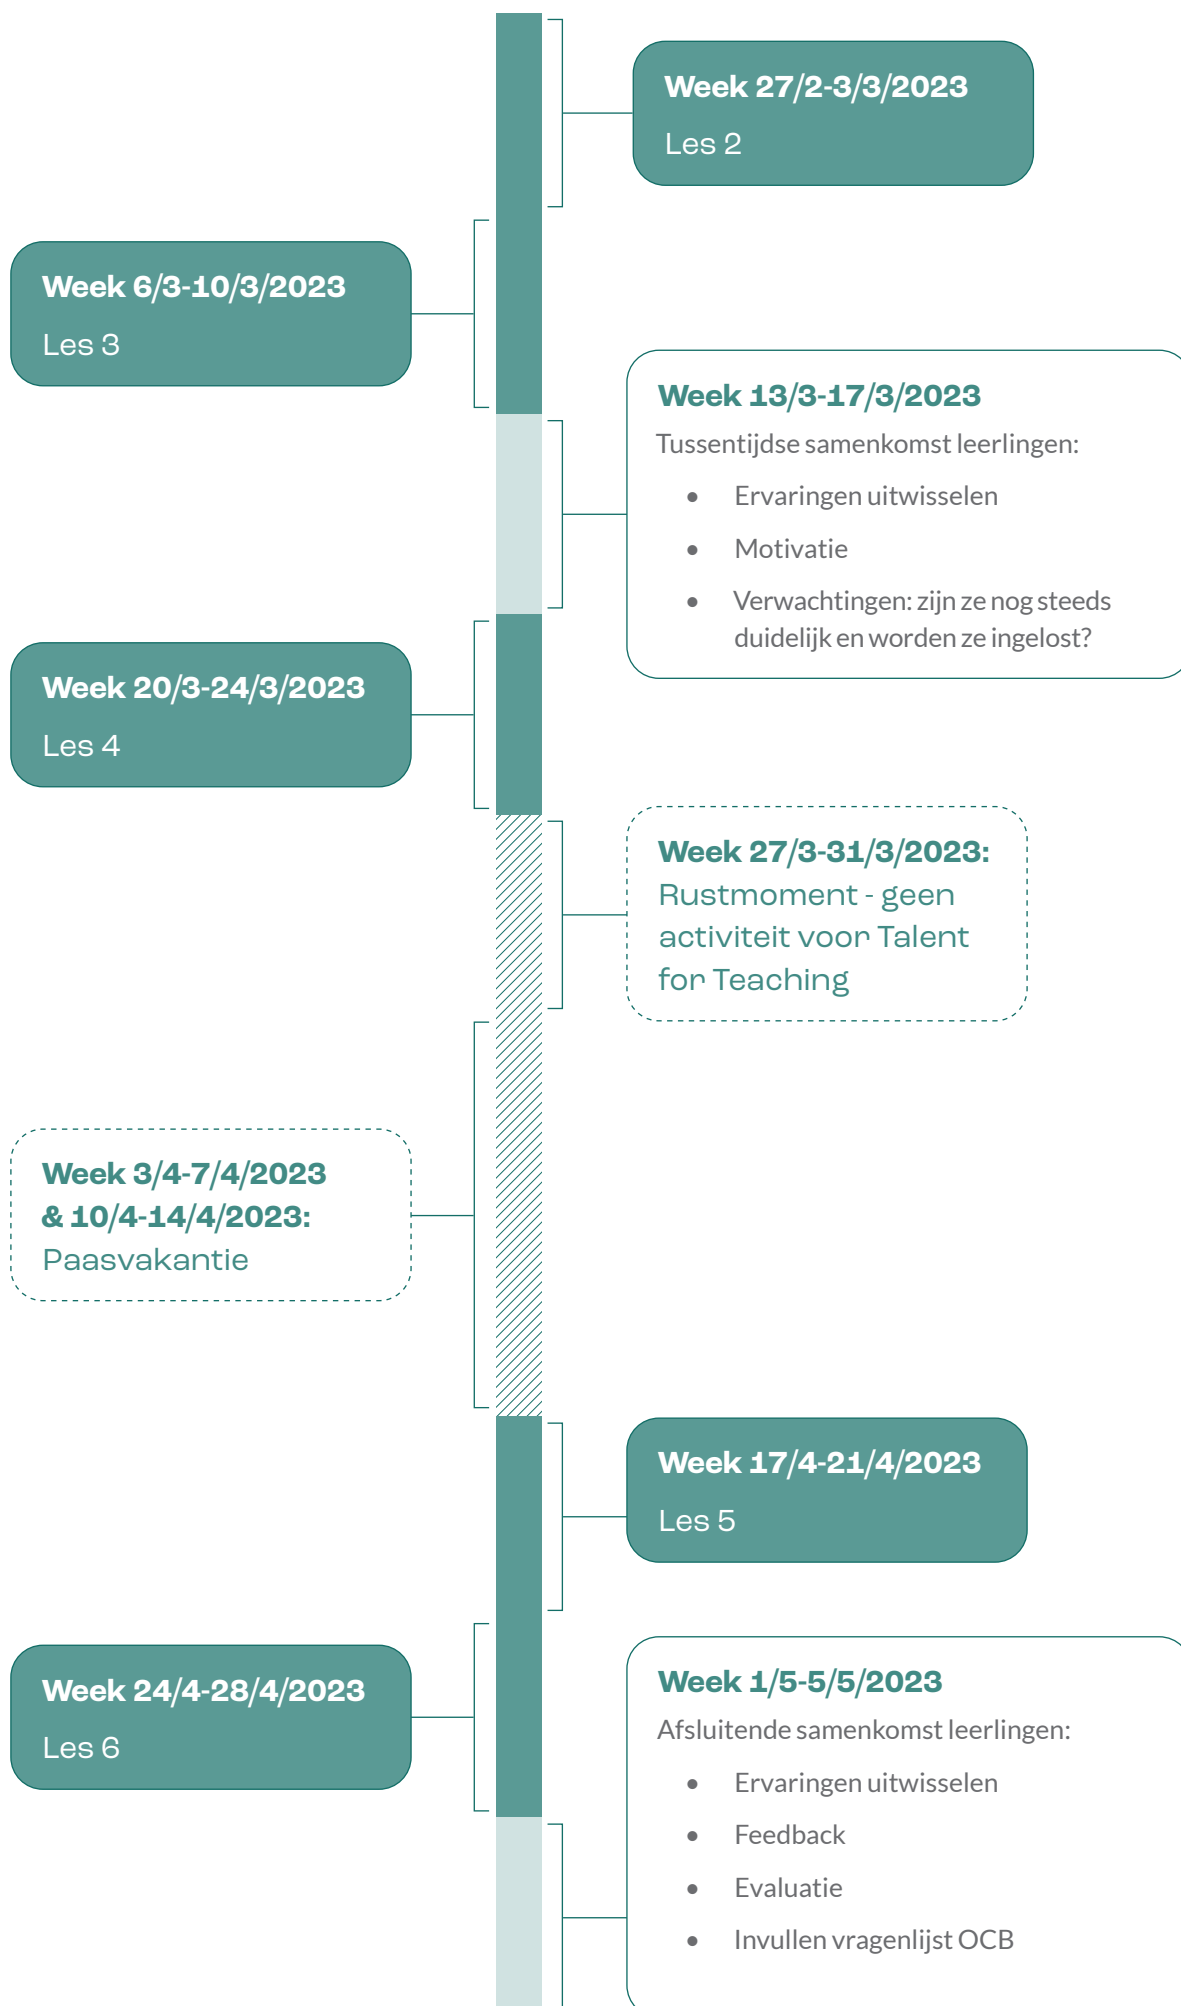 Week 27/2-3/3/2023
Les 2
Week 6/3-10/3/2023
Les 3
Week 13/3-17/3/2023
Tussentijdse samenkomst leerlingen:
• Ervaringen uitwisselen
• Motivatie
• Verwachtingen: zijn ze nog steeds
duidelijk en worden ze ingelost?
Week 20/3-24/3/2023
Les 4
Week 27/3-31/3/2023:
Rustmoment - geen
activiteit voor Talent
for Teaching
Week 3/4-7/4/2023
& 10/4-14/4/2023:
Paasvakantie
Week 17/4-21/4/2023
Les 5
Week 24/4-28/4/2023
Les 6
Week 1/5-5/5/2023
Afsluitende samenkomst leerlingen:
• Ervaringen uitwisselen
• Feedback
• Evaluatie
• Invullen vragenlijst OCB